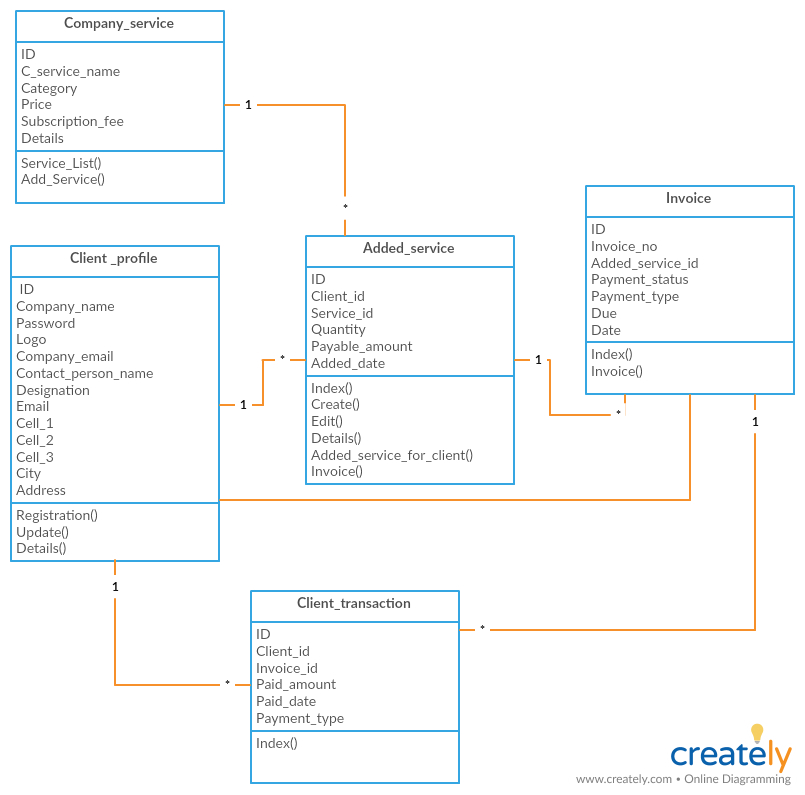 Company_service
ID
C_service_name
Category
Price
Subscription_fee
Details
Service_List()
Add_Service()
1
*
Invoice
ID
Invoice_no
Added_service_id
Payment_status
Payment_type
Due
Date
Index()
Invoice()
Client _profile
ID
Company_name
Password
Logo
Company_email
Contact_person_name
Designation
Email
Cell_1
Cell_2
Cell_3
City
Address
Registration()
Update()
Details()
Added_service
ID
Client_id
Service_id
Quantity
Payable_amount
Added_date
Index()
Create()
Edit()
Details()
Added_service_for_client()
Invoice()
*
1
1
*
1
1
*
*
Client_transaction
ID
Client_id
Invoice_id
Paid_amount
Paid_date
Payment_type
Index()
creately
www.creately.com • Online Diagramming